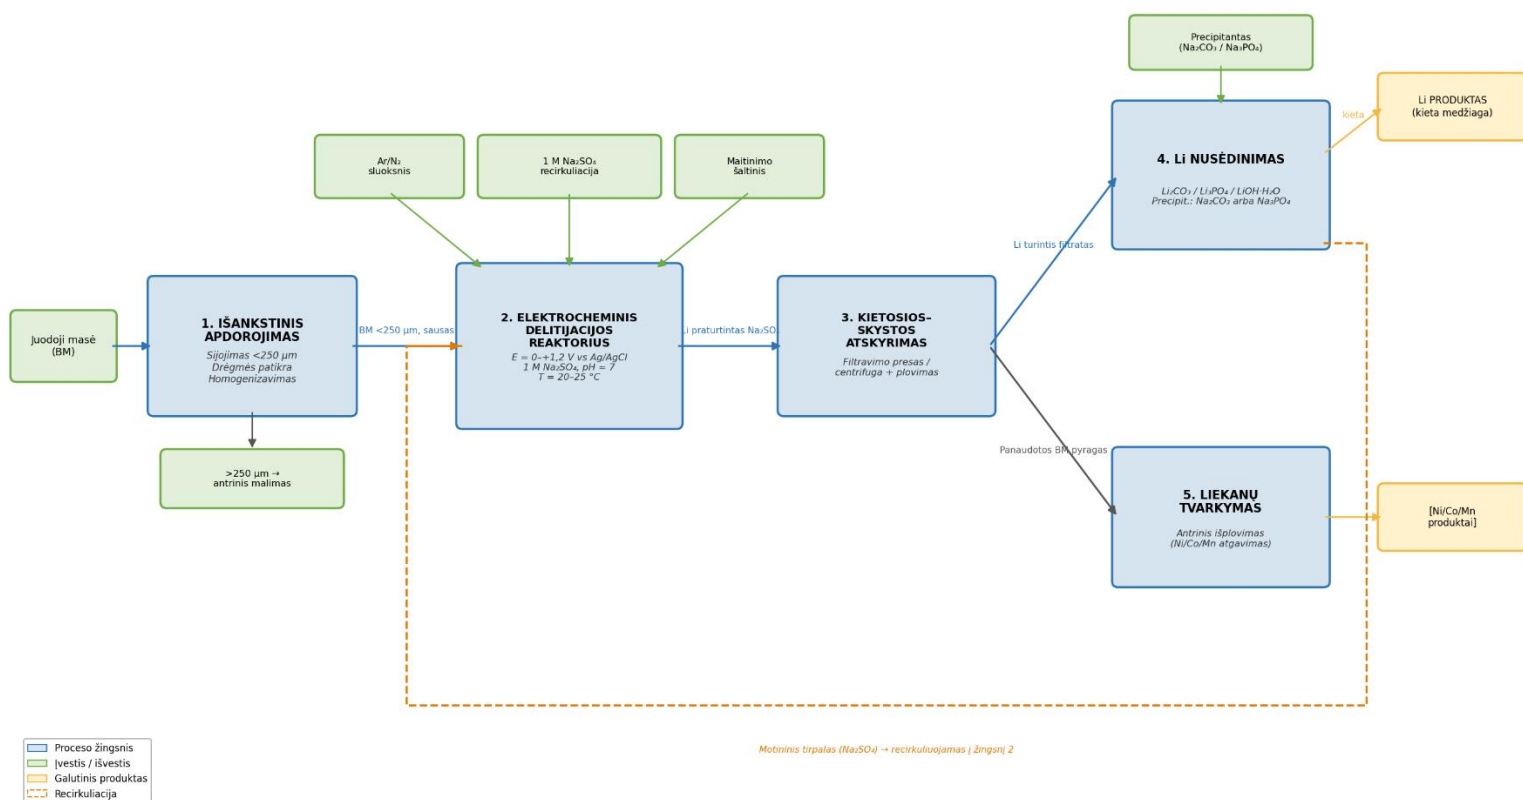 Precipitantas
(Na₂CO₃ / Na₃PO₄)
Li PRODUKTAS
(kieta medžiaga)
kieta
4. Li NUSĖDINIMAS
Li₂CO₃ / Li₃PO₄ / LiOH·H₂O
Precipit.: Na₂CO₃ arba Na₃PO₄
Ar/N₂
sluoksnis
1 M Na₂SO₄
recirkuliacija
Maitinimo
šaltinis
Li turintis filtratas
Juodoji masė
(BM)
1. IŠANKSTINIS
APDOROJIMAS
Sijojimas <250 µm
Drėgmės patikra
Homogenizavimas
BM <250 µm, sausas
2. ELEKTROCHEMINIS
DELITIJACIJOS
REAKTORIUS
E = 0–+1,2 V vs Ag/AgCl
1 M Na₂SO₄, pH ≈ 7
T = 20–25 °C
Li praturtintas Na₂SO₄
3. KIETOSIOS–
SKYSTOS
ATSKYRIMAS
Filtravimo presas /
centrifuga + plovimas
>250 µm →
antrinis malimas
Panaudotos BM pyragas
5. LIEKANŲ
TVARKYMAS
Antrinis išplovimas
(Ni/Co/Mn atgavimas)
[Ni/Co/Mn
produktai]
Motininis tirpalas (Na₂SO₄) → recirkuliuojamas į žingsnį 2
Proceso žingsnis
Įvestis / išvestis
Galutinis produktas
Recirkuliacija